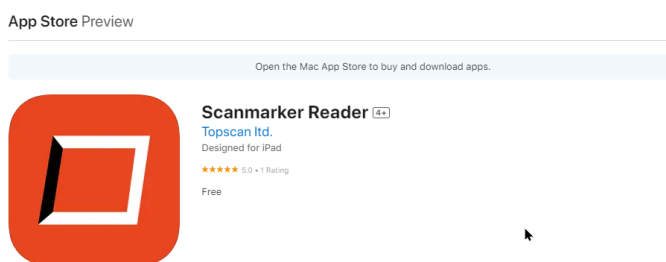 App Store Preview
Open the Mac App Store to buy and download apps.
Scanmarker Reader 4+
Topscan ltd.
Designed for iPad
★★★★★ 5.0 • 1 Rating
Free